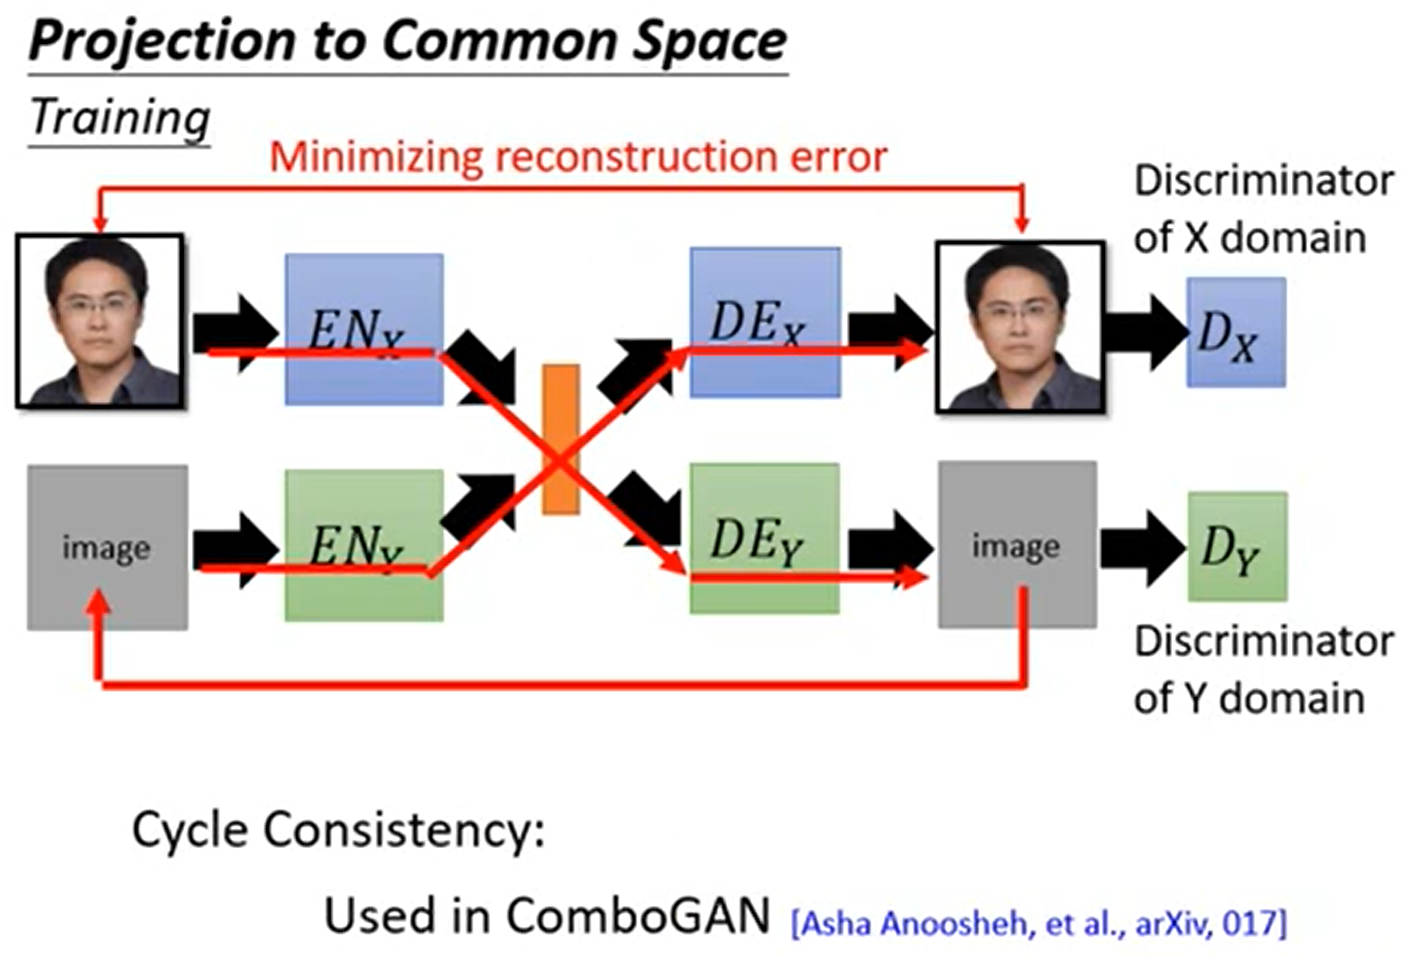 Projection to Common Space
Training
Minimizing reconstruction error
Discriminator
of X domain
EN_X
DE_X
D_X
image
EN_Y
DE_Y
image
D_Y
Discriminator
of Y domain
Cycle Consistency:
Used in ComboGAN [Asha Anoosheh, et al., arXiv, 017]